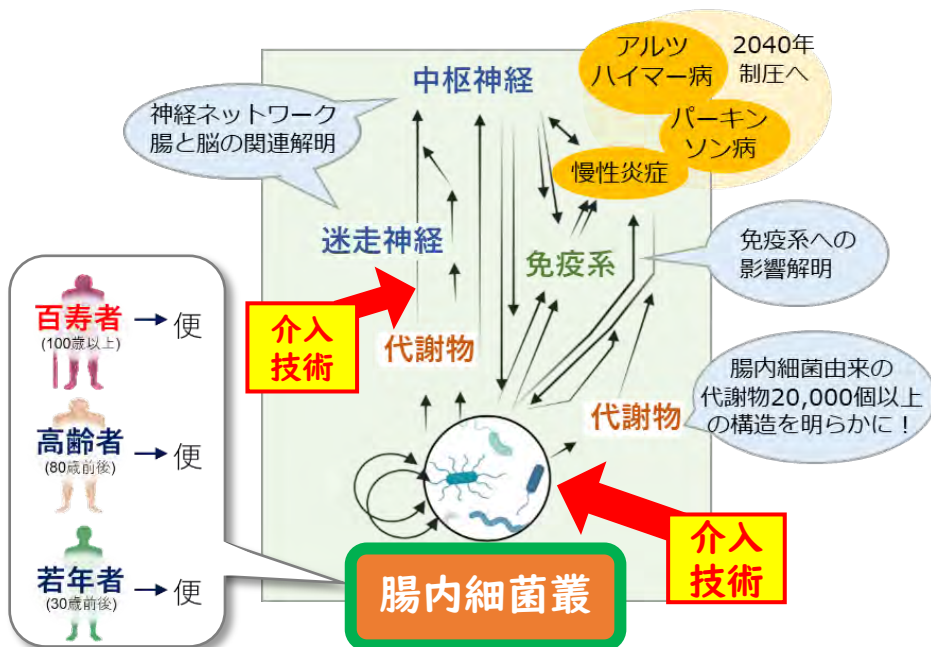 アルツ
ハイマー病
2040年
制圧へ
中枢神経
パーキン
ソン病
神経ネットワーク
腸と脳の関連解明
慢性炎症
迷走神経
免疫系
免疫系への
影響解明
百寿者
(100歳以上)
便
介入
技術
代謝物
代謝物
腸内細菌由来の
代謝物20,000個以上
の構造を明らかに!
高齢者
(80歳前後)
便
介入
技術
若年者
(30歳前後)
便
腸内細菌叢